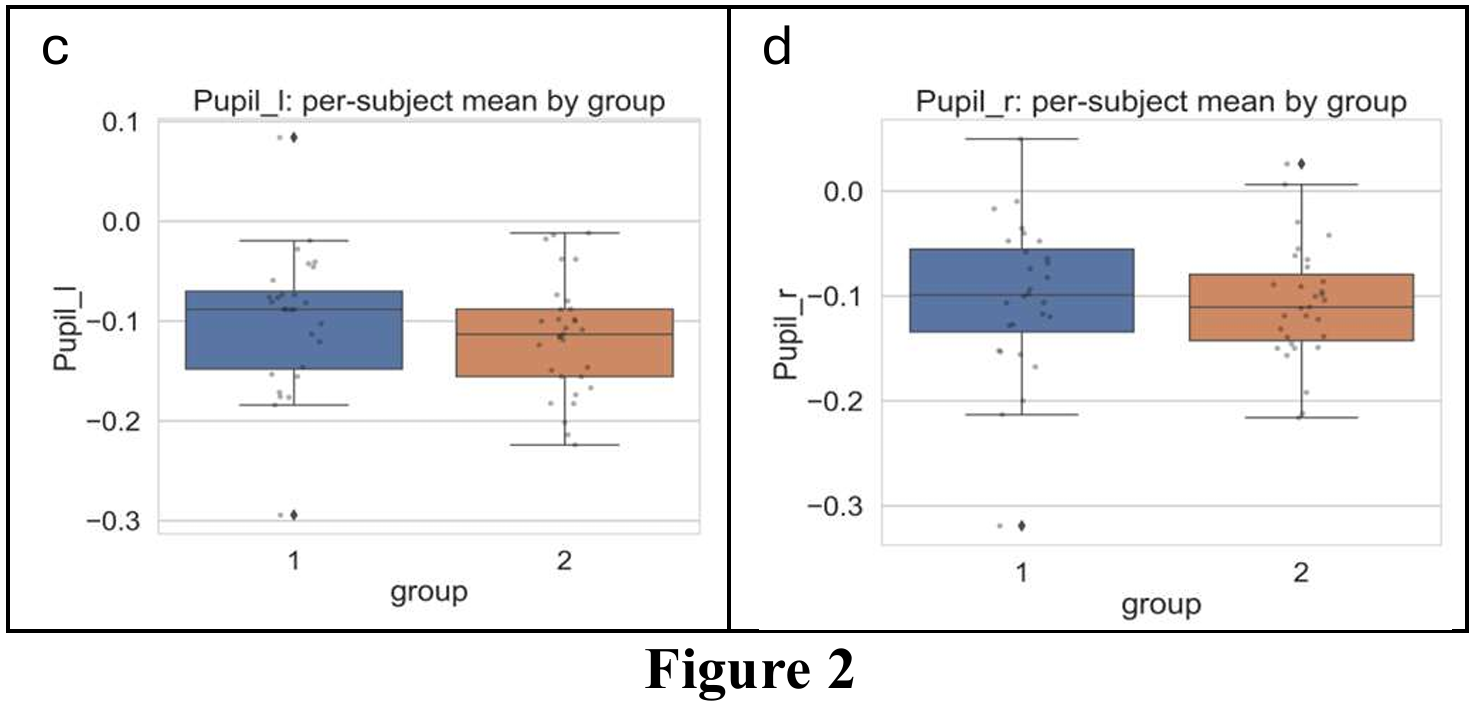 c
Pupil_l: per-subject mean by group
0.1
0.0
−0.1
−0.2
−0.3
Pupil_l
1 2
group
d
Pupil_r: per-subject mean by group
0.0
−0.1
−0.2
−0.3
Pupil_r
1 2
group
Figure 2